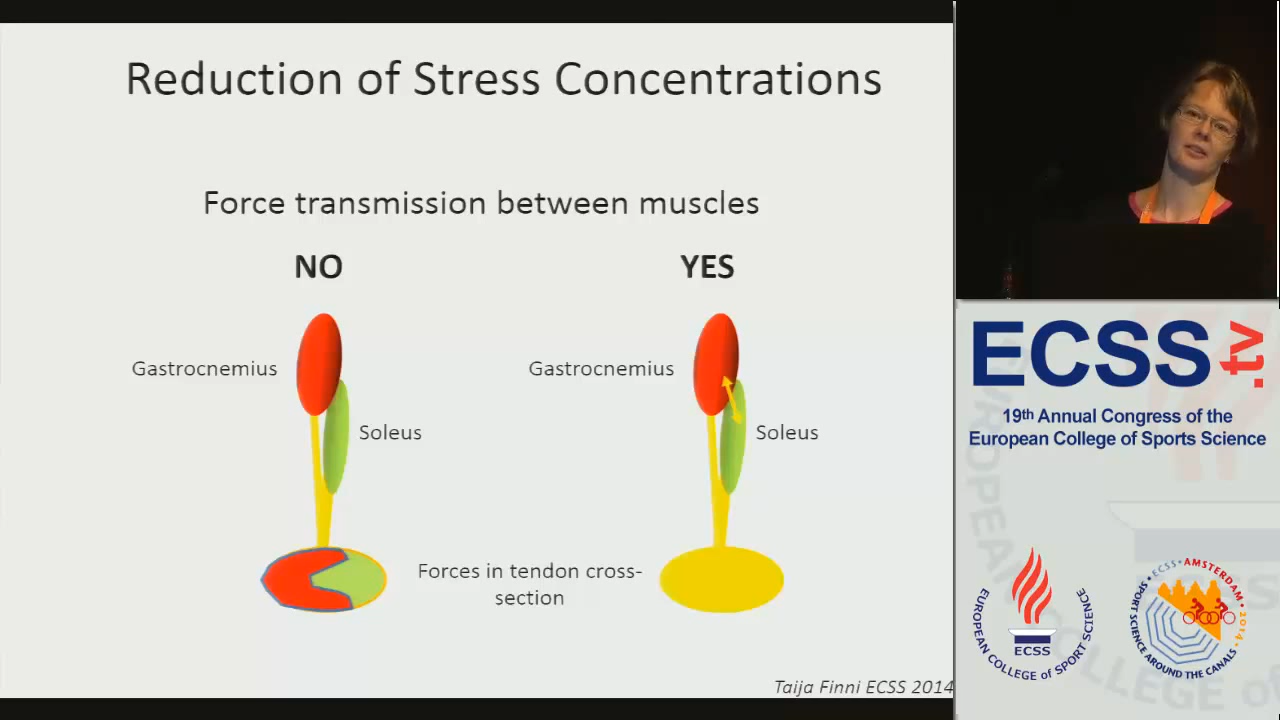 Reduction of Stress Concentrations
Force transmission between muscles
NO
YES
Gastrocnemius
Soleus
Gastrocnemius
Soleus
Forces in tendon cross-
section
Taija Finni ECSS 2014
ECSS.tv
19th Annual Congress of the
European College of Sports Science
EUROPEAN COLLEGE OF SPORT SCIENCE
ECSS
ECSS AMSTERDAM 2014
SPORT SCIENCE AROUND THE CANALS